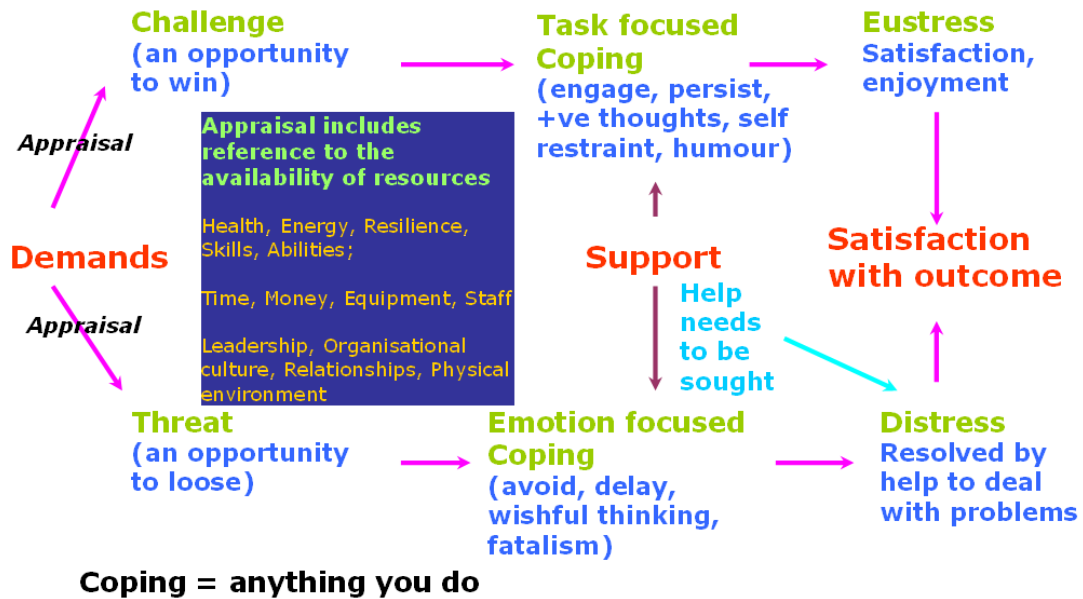 Challenge
(an opportunity
to win)
Task focused
Coping
(engage, persist,
+ve thoughts, self
restraint, humour)
Eustress
Satisfaction,
enjoyment
Appraisal
Appraisal includes
reference to the
availability of resources
Health, Energy, Resilience,
Skills, Abilities;
Time, Money, Equipment, Staff
Leadership, Organisational
culture, Relationships, Physical
environment
Demands
Support
Satisfaction
with outcome
Appraisal
Help
needs
to be
sought
Threat
(an opportunity
to loose)
Emotion focused
Coping
(avoid, delay,
wishful thinking,
fatalism)
Distress
Resolved by
help to deal
with problems
Coping = anything you do